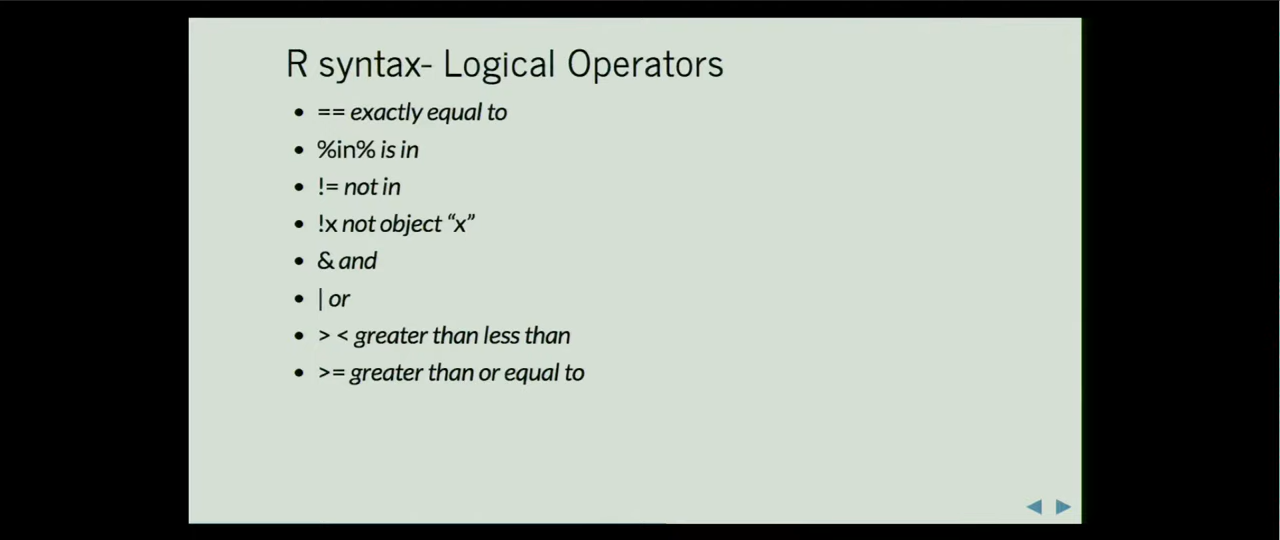 R syntax- Logical Operators
• == exactly equal to
• %in% is in
• != not in
• !x not object “x”
• & and
• | or
• > < greater than less than
• >= greater than or equal to